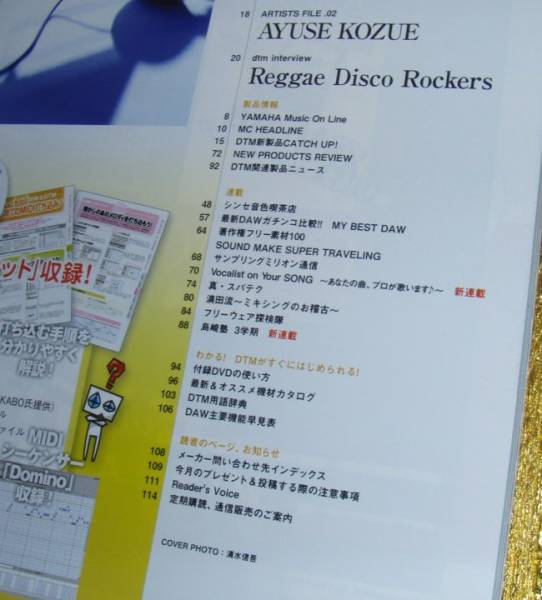 18 ARTISTS FILE .02
AYUSE KOZUE
20 dtm interview
Reggae Disco Rockers
製品情報
8 YAMAHA Music On Line
10 MC HEADLINE
15 DTM新製品CATCH UP!
72 NEW PRODUCTS REVIEW
92 DTM関連製品ニュース
連載
48 シンセ音色喫茶店
57 最新DAWガチンコ比較!! MY BEST DAW
64 著作権フリー素材100
SOUND MAKE SUPER TRAVELING
68 サンプリングミリオン通信
70 Vocalist on Your SONG ～あなたの曲、プロが歌います♪～ 新連載
74 真・スパテク
80 濱田流～ミキシングのお稽古～
84 フリーウェア探検隊
88 島崎塾 3学期 新連載
わかる! DTMがすぐにはじめられる!
94 付録DVDの使い方
96 最新＆オススメ機材カタログ
103 DTM用語辞典
106 DAW主要機能早見表
読者のページ、お知らせ
108 メーカー問い合わせ先インデックス
109 今月のプレゼント＆投稿する際の注意事項
111 Reader's Voice
114 定期購読、通信販売のご案内
COVER PHOTO：清水信吾
ット」収録!
打ち込む手順を
分かりやすく
解説!
KABO氏提供)
ル
ァイル
?
MIDI
シーケンサー
「Domino」
収録!